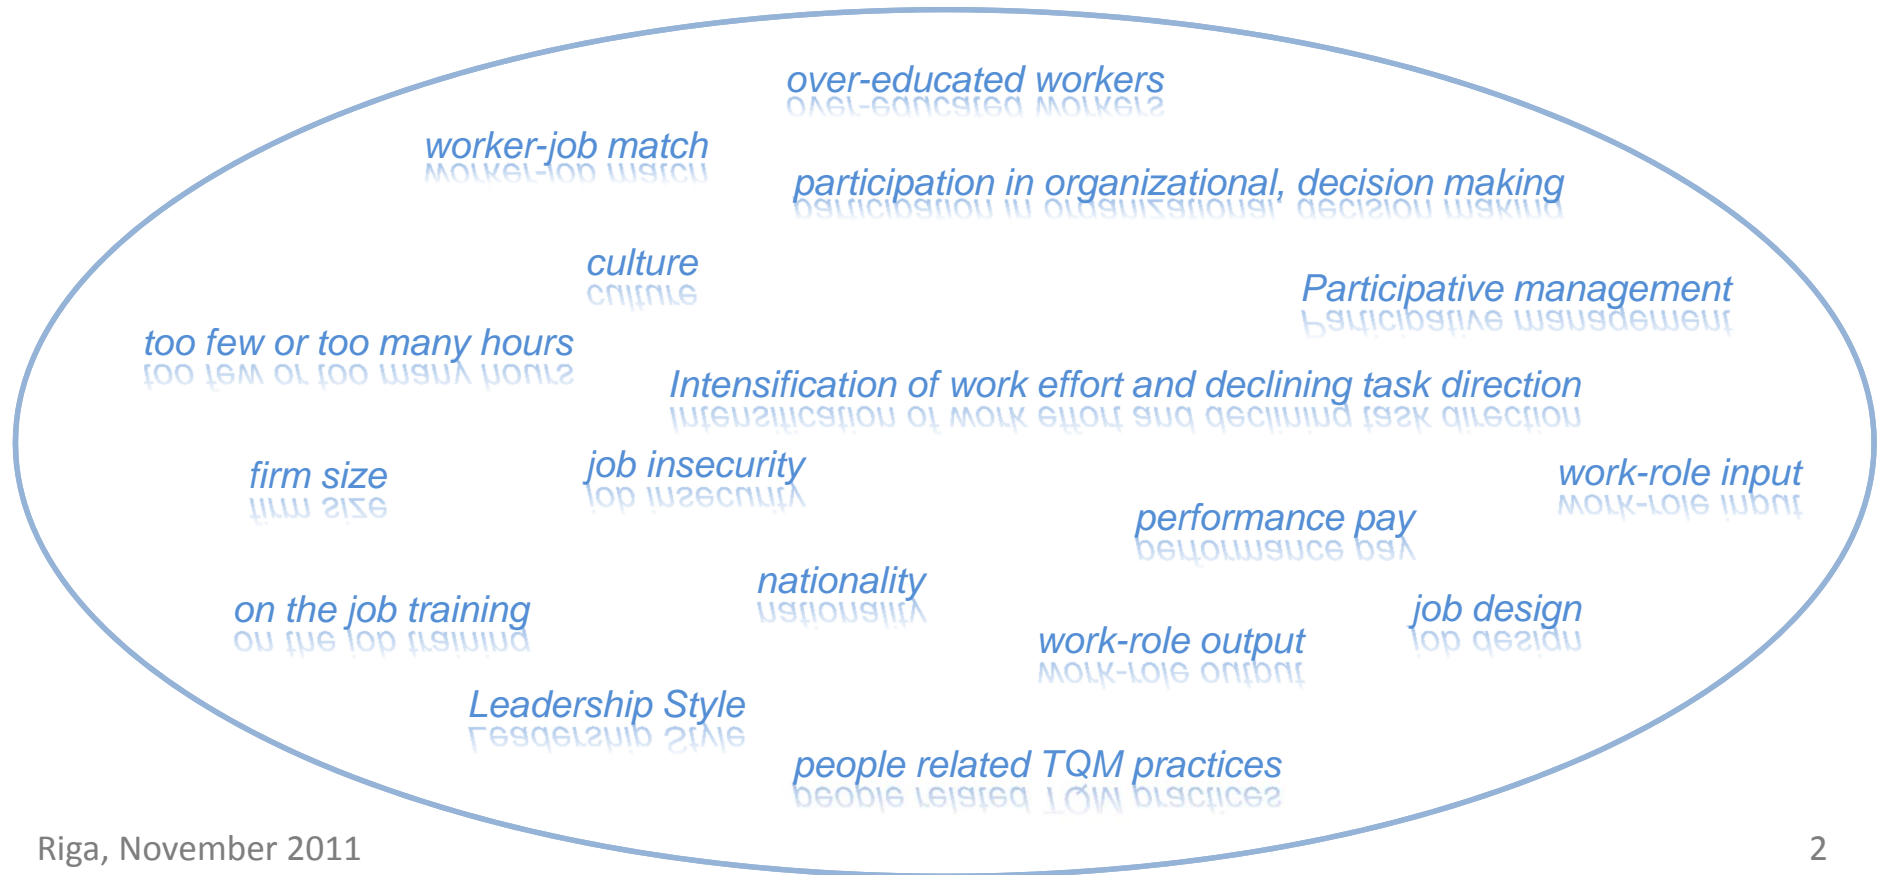 over-educated workers
worker-job match
participation in organizational, decision making
culture
Participative management
too few or too many hours
Intensification of work effort and declining task direction
firm size
job insecurity
work-role input
performance pay
nationality
on the job training
job design
work-role output
Leadership Style
people related TQM practices
Riga, November 2011
2